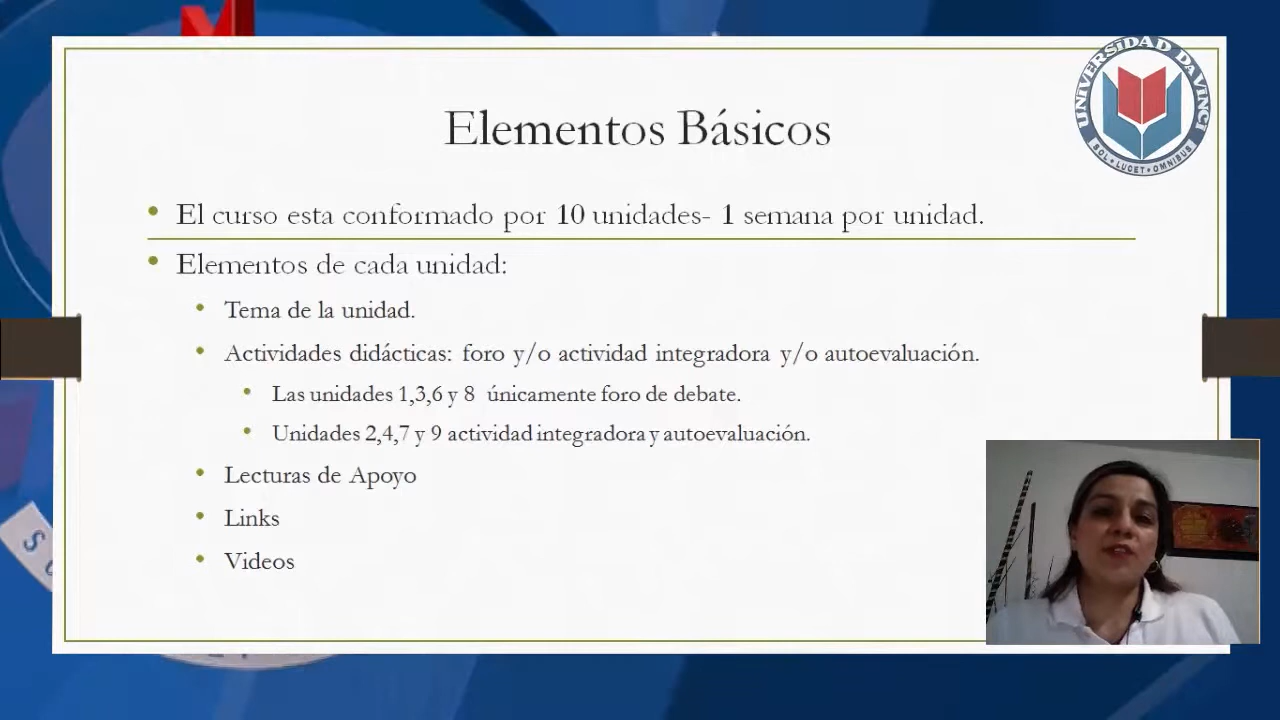 UNIVERSIDAD DA VINCI
SOL • LUCET • OMNIBUS
Elementos Básicos
• El curso esta conformado por 10 unidades- 1 semana por unidad.
• Elementos de cada unidad:
• Tema de la unidad.
• Actividades didácticas: foro y/o actividad integradora y/o autoevaluación.
• Las unidades 1,3,6 y 8 únicamente foro de debate.
• Unidades 2,4,7 y 9 actividad integradora y autoevaluación.
• Lecturas de Apoyo
• Links
• Videos